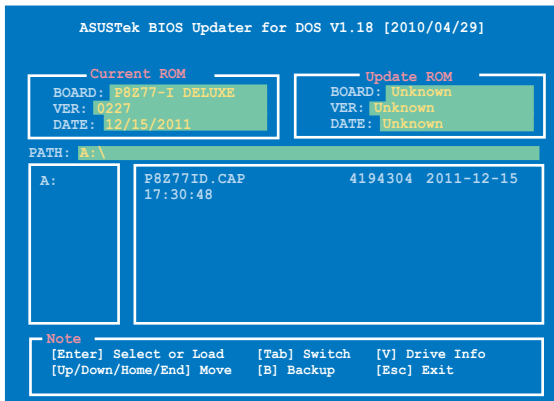 ASUSTek BIOS Updater for DOS V1.18 [2010/04/29]
Current ROM
BOARD: P8Z77-I DELUXE
VER: 0227
DATE: 12/15/2011
Update ROM
BOARD: Unknown
VER: Unknown
DATE: Unknown
PATH: A:\
A:
P8Z77ID.CAP 4194304 2011-12-15
17:30:48
Note
[Enter] Select or Load [Tab] Switch [V] Drive Info
[Up/Down/Home/End] Move [B] Backup [Esc] Exit